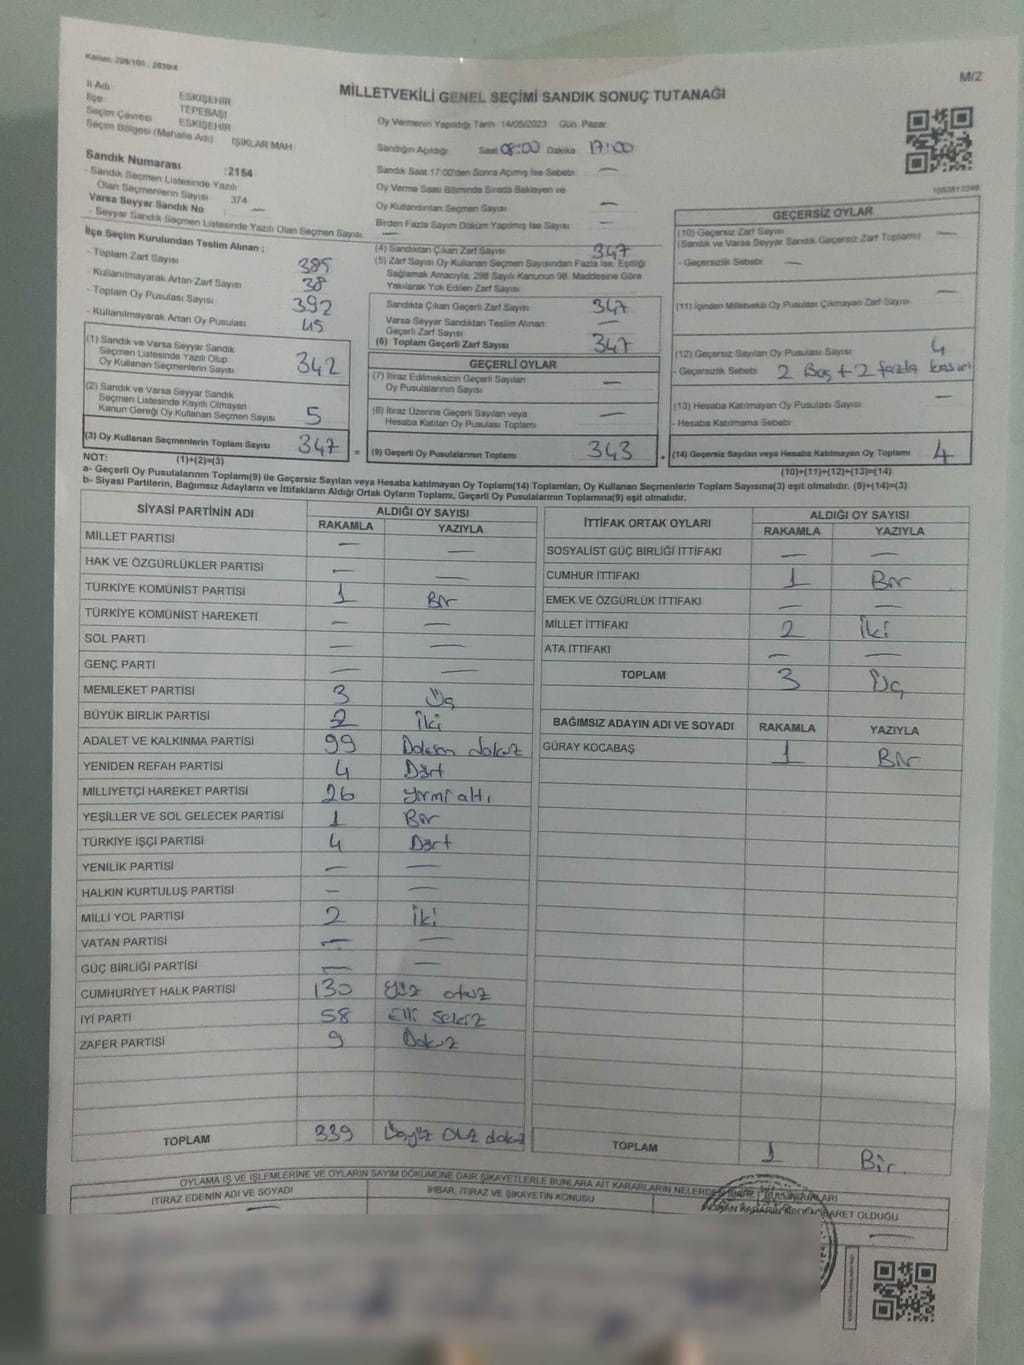 MİLLETVEKİLİ GENEL SEÇİMİ SANDIK SONUÇ TUTANAĞI
M/Z
İl Adı ESKİŞEHİR
İlçe TEPEBAŞI
Seçim Çevresi ESKİŞEHİR
Seçim Bölgesi (Mahalle Adı) IŞIKLAR MAH.
Sandık Numarası :2154
- Sandık Seçmen Listesinde Yazılı
Olan Seçmenlerin Sayısı 374
Varsa Seyyar Sandık No —
- Seyyar Sandık Seçmen Listesinde Yazılı Olan Seçmen Sayısı —
İlçe Seçim Kurulundan Teslim Alınan ;
- Toplam Zarf Sayısı 385
- Kullanılmayarak Artan Zarf Sayısı 38
- Toplam Oy Pusulası Sayısı 392
- Kullanılmayarak Artan Oy Pusulası 45
(1) Sandık ve Varsa Seyyar Sandık
Seçmen Listesinde Yazılı Olup
Oy Kullanan Seçmenlerin Sayısı 342
(2) Sandık ve Varsa Seyyar Sandık
Seçmen Listesinde Kayıtlı Olmayan
Kanun Gereği Oy Kullanan Seçmen Sayısı 5
(3) Oy Kullanan Seçmenlerin Toplam Sayısı 347 =
(1)+(2)=(3)
Oy Vermenin Yapıldığı Tarih :14/05/2023 Gün: Pazar
Sandığın Açıldığı Saat 08:00 Dakika 17:00
Sandık Saat 17:00'den Sonra Açılmış İse Sebebi —
Oy Verme Saati Bitiminde Sırada Bekleyen ve
Oy Kullandırılan Seçmen Sayısı —
Birden Fazla Sayım Döküm Yapılmış İse Sayısı —
(4) Sandıktan Çıkan Zarf Sayısı 347
(5) Zarf Sayısı Oy Kullanan Seçmen Sayısından Fazla İse, Eşitliği
Sağlamak Amacıyla, 298 Sayılı Kanunun 98. Maddesine Göre
Yakılarak Yok Edilen Zarf Sayısı
Sandıkta Çıkan Geçerli Zarf Sayısı 347
Varsa Seyyar Sandıktan Teslim Alınan
Geçerli Zarf Sayısı —
(6) Toplam Geçerli Zarf Sayısı 347
GEÇERLİ OYLAR
(7) İtiraz Edilmeksizin Geçerli Sayılan
Oy Pusulalarının Sayısı —
(8) İtiraz Üzerine Geçerli Sayılan veya
Hesaba Katılan Oy Pusulası Toplamı —
(9) Geçerli Oy Pusulalarının Toplamı 343 +
GEÇERSİZ OYLAR
(10) Geçersiz Zarf Sayısı
(Sandık ve Varsa Seyyar Sandık Geçersiz Zarf Toplamı) —
- Geçersizlik Sebebi —
(11) İçinden Milletvekili Oy Pusulası Çıkmayan Zarf Sayısı —
(12) Geçersiz Sayılan Oy Pusulası Sayısı 4
- Geçersizlik Sebebi 2 Boş + 2 fazla
(13) Hesaba Katılmayan Oy Pusulası Sayısı —
- Hesaba Katılmama Sebebi
(14) Geçersiz Sayılan veya Hesaba Katılmayan Oy Toplamı 4
(10)+(11)+(12)+(13)=(14)
NOT:
a- Geçerli Oy Pusulalarının Toplamı(9) ile Geçersiz Sayılan veya Hesaba katılmayan Oy Toplamı(14) Toplamları, Oy Kullanan Seçmenlerin Toplam Sayısına(3) eşit olmalıdır. (9)+(14)=(3)
b- Siyasi Partilerin, Bağımsız Adayların ve İttifakların Aldığı Ortak Oyların Toplamı, Geçerli Oy Pusulalarının Toplamına(9) eşit olmalıdır.
SİYASİ PARTİNİN ADI ALDIĞI OY SAYISI
RAKAMLA YAZIYLA
MİLLET PARTİSİ — —
HAK VE ÖZGÜRLÜKLER PARTİSİ — —
TÜRKİYE KOMÜNİST PARTİSİ 1 Bir
TÜRKİYE KOMÜNİST HAREKETİ — —
SOL PARTİ — —
GENÇ PARTİ — —
MEMLEKET PARTİSİ 3 Üç
BÜYÜK BİRLİK PARTİSİ 2 İki
ADALET VE KALKINMA PARTİSİ 99 Doksan dokuz
YENİDEN REFAH PARTİSİ 4 Dört
MİLLİYETÇİ HAREKET PARTİSİ 26 Yirmi altı
YEŞİLLER VE SOL GELECEK PARTİSİ 1 Bir
TÜRKİYE İŞÇİ PARTİSİ 4 Dört
YENİLİK PARTİSİ — —
HALKIN KURTULUŞ PARTİSİ — —
MİLLİ YOL PARTİSİ 2 İki
VATAN PARTİSİ — —
GÜÇ BİRLİĞİ PARTİSİ — —
CUMHURİYET HALK PARTİSİ 130 Yüz otuz
İYİ PARTİ 58 Elli Sekiz
ZAFER PARTİSİ 9 Dokuz
TOPLAM 339 Üçyüz Otuz dokuz
İTTİFAK ORTAK OYLARI ALDIĞI OY SAYISI
RAKAMLA YAZIYLA
SOSYALİST GÜÇ BİRLİĞİ İTTİFAKI — —
CUMHUR İTTİFAKI 1 Bir
EMEK VE ÖZGÜRLÜK İTTİFAKI — —
MİLLET İTTİFAKI 2 İki
ATA İTTİFAKI — —
TOPLAM 3 Üç
BAĞIMSIZ ADAYIN ADI VE SOYADI RAKAMLA YAZIYLA
GÜRAY KOCABAŞ 1 Bir
TOPLAM 1 Bir.
OYLAMA İŞ VE İŞLEMLERİNE VE OYLARIN SAYIM DÖKÜMÜNE DAİR ŞİKAYETLERLE BUNLARA AİT KARARLARIN
İTİRAZ EDENİN ADI VE SOYADI İHBAR, İTİRAZ VE ŞİKAYETİN KONUSU
— —